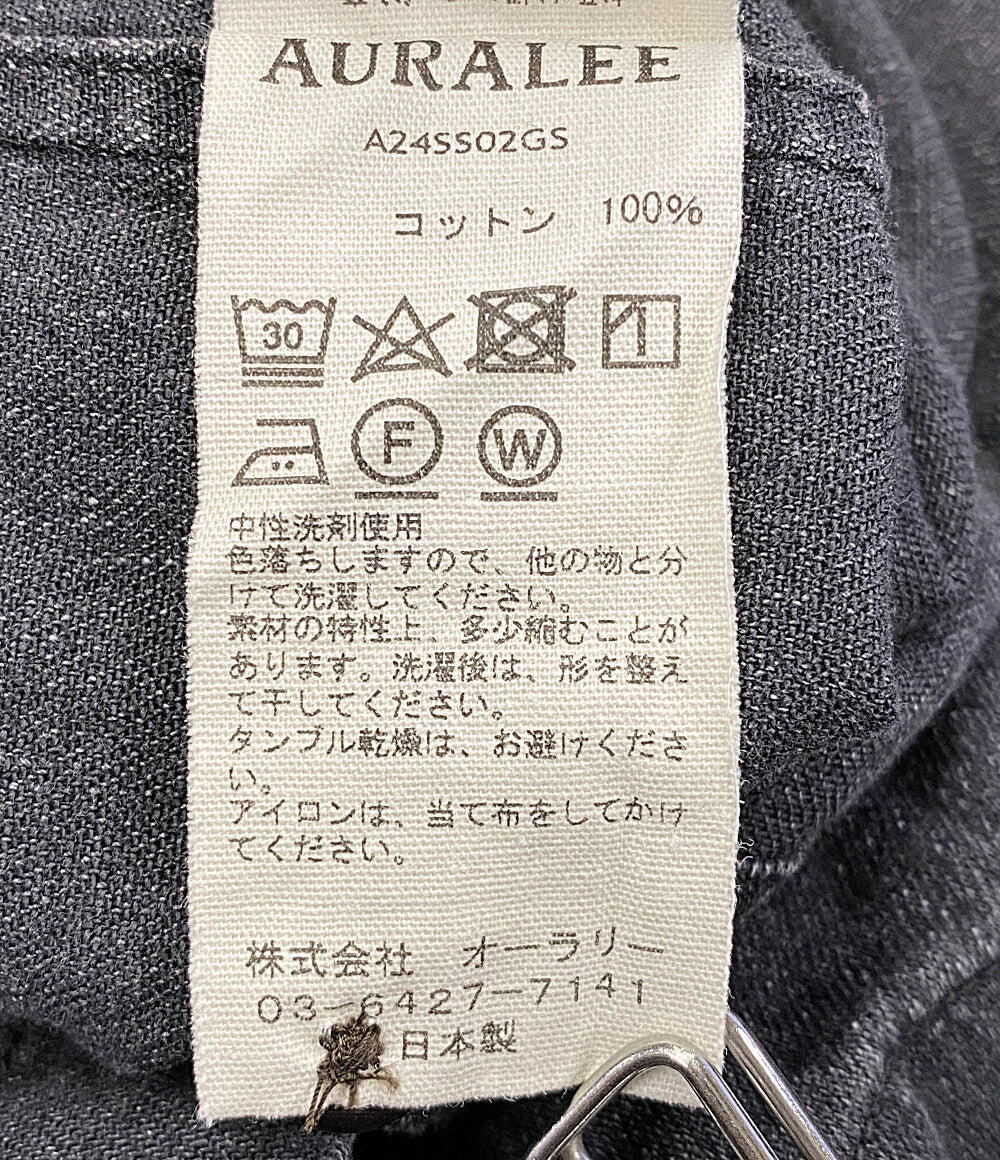 AURALEE
A24SS02GS
コットン 100%
30
F W
中性洗剤使用
色落ちしますので、他の物と分
けて洗濯してください。
素材の特性上、多少縮むことが
あります。洗濯後は、形を整え
て干してください。
タンブル乾燥は、お避けくださ
い。
アイロンは、当て布をしてかけ
てください。
株式会社 オーラリー
03-6427-7141
日本製